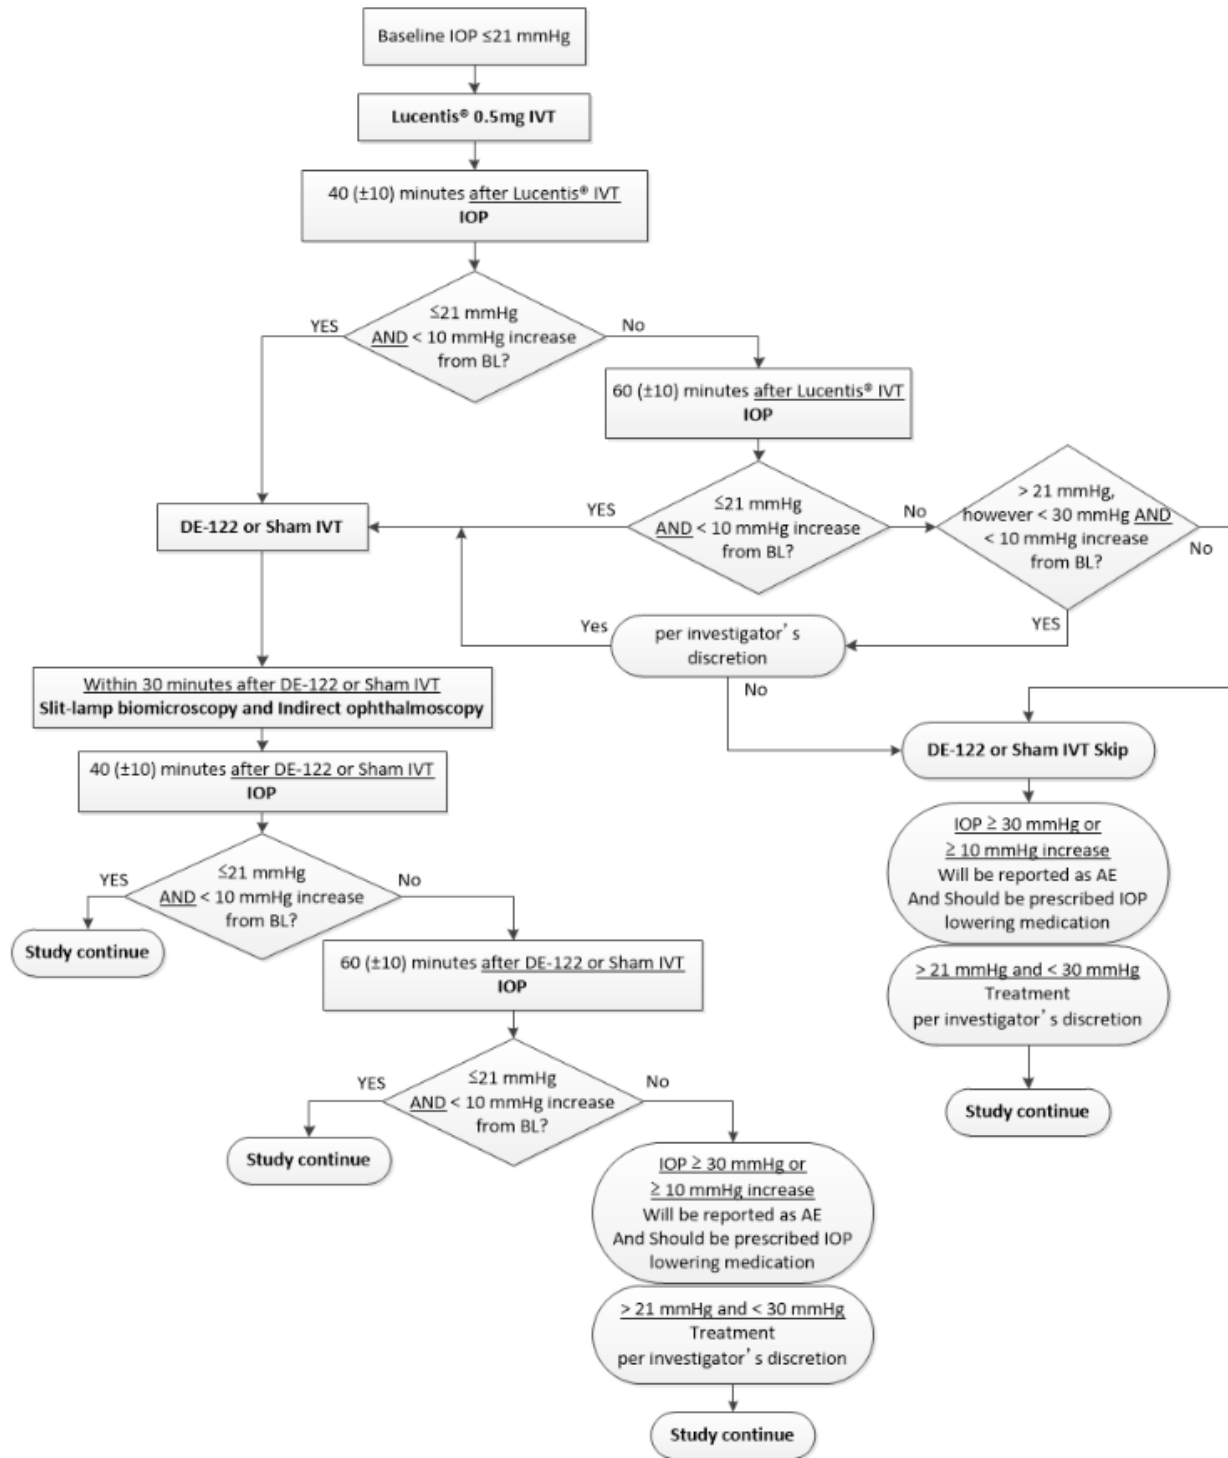 Baseline IOP ≤21 mmHg
Lucentis® 0.5mg IVT
40 (±10) minutes after Lucentis® IVT
IOP
≤21 mmHg
AND < 10 mmHg increase
from BL?
YES
No
60 (±10) minutes after Lucentis® IVT
IOP
≤21 mmHg
AND < 10 mmHg increase
from BL?
YES
No
> 21 mmHg,
however < 30 mmHg AND
< 10 mmHg increase
from BL?
No
YES
DE-122 or Sham IVT
per investigator's
discretion
Yes
No
Within 30 minutes after DE-122 or Sham IVT
Slit-lamp biomicroscopy and Indirect ophthalmoscopy
DE-122 or Sham IVT Skip
40 (±10) minutes after DE-122 or Sham IVT
IOP
IOP ≥ 30 mmHg or
≥ 10 mmHg increase
Will be reported as AE
And Should be prescribed IOP
lowering medication
≤21 mmHg
AND < 10 mmHg increase
from BL?
YES
No
Study continue
60 (±10) minutes after DE-122 or Sham IVT
IOP
> 21 mmHg and < 30 mmHg
Treatment
per investigator's discretion
Study continue
≤21 mmHg
AND < 10 mmHg increase
from BL?
YES
No
Study continue
IOP ≥ 30 mmHg or
≥ 10 mmHg increase
Will be reported as AE
And Should be prescribed IOP
lowering medication
> 21 mmHg and < 30 mmHg
Treatment
per investigator's discretion
Study continue